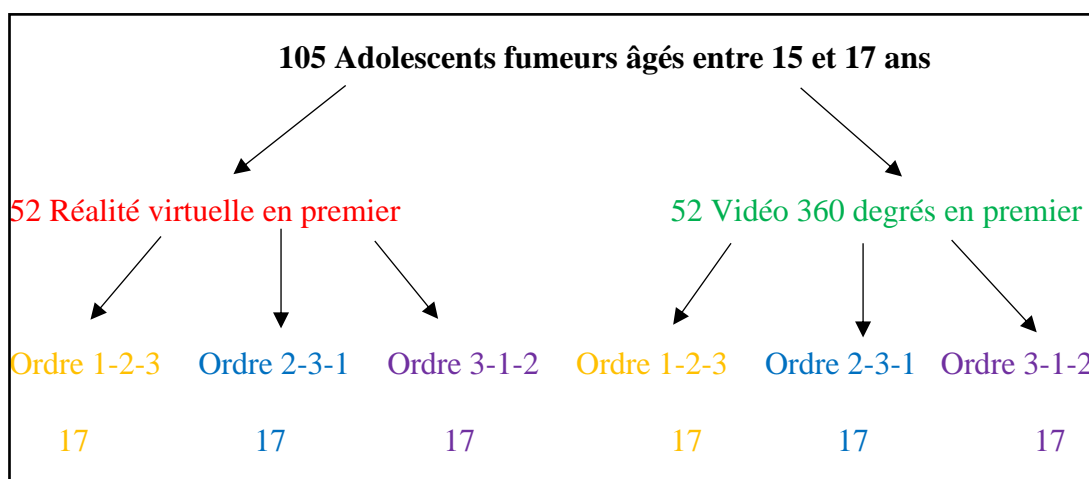 105 Adolescents fumeurs âgés entre 15 et 17 ans
52 Réalité virtuelle en premier 52 Vidéo 360 degrés en premier
Ordre 1-2-3 Ordre 2-3-1 Ordre 3-1-2 Ordre 1-2-3 Ordre 2-3-1 Ordre 3-1-2
17 17 17 17 17 17